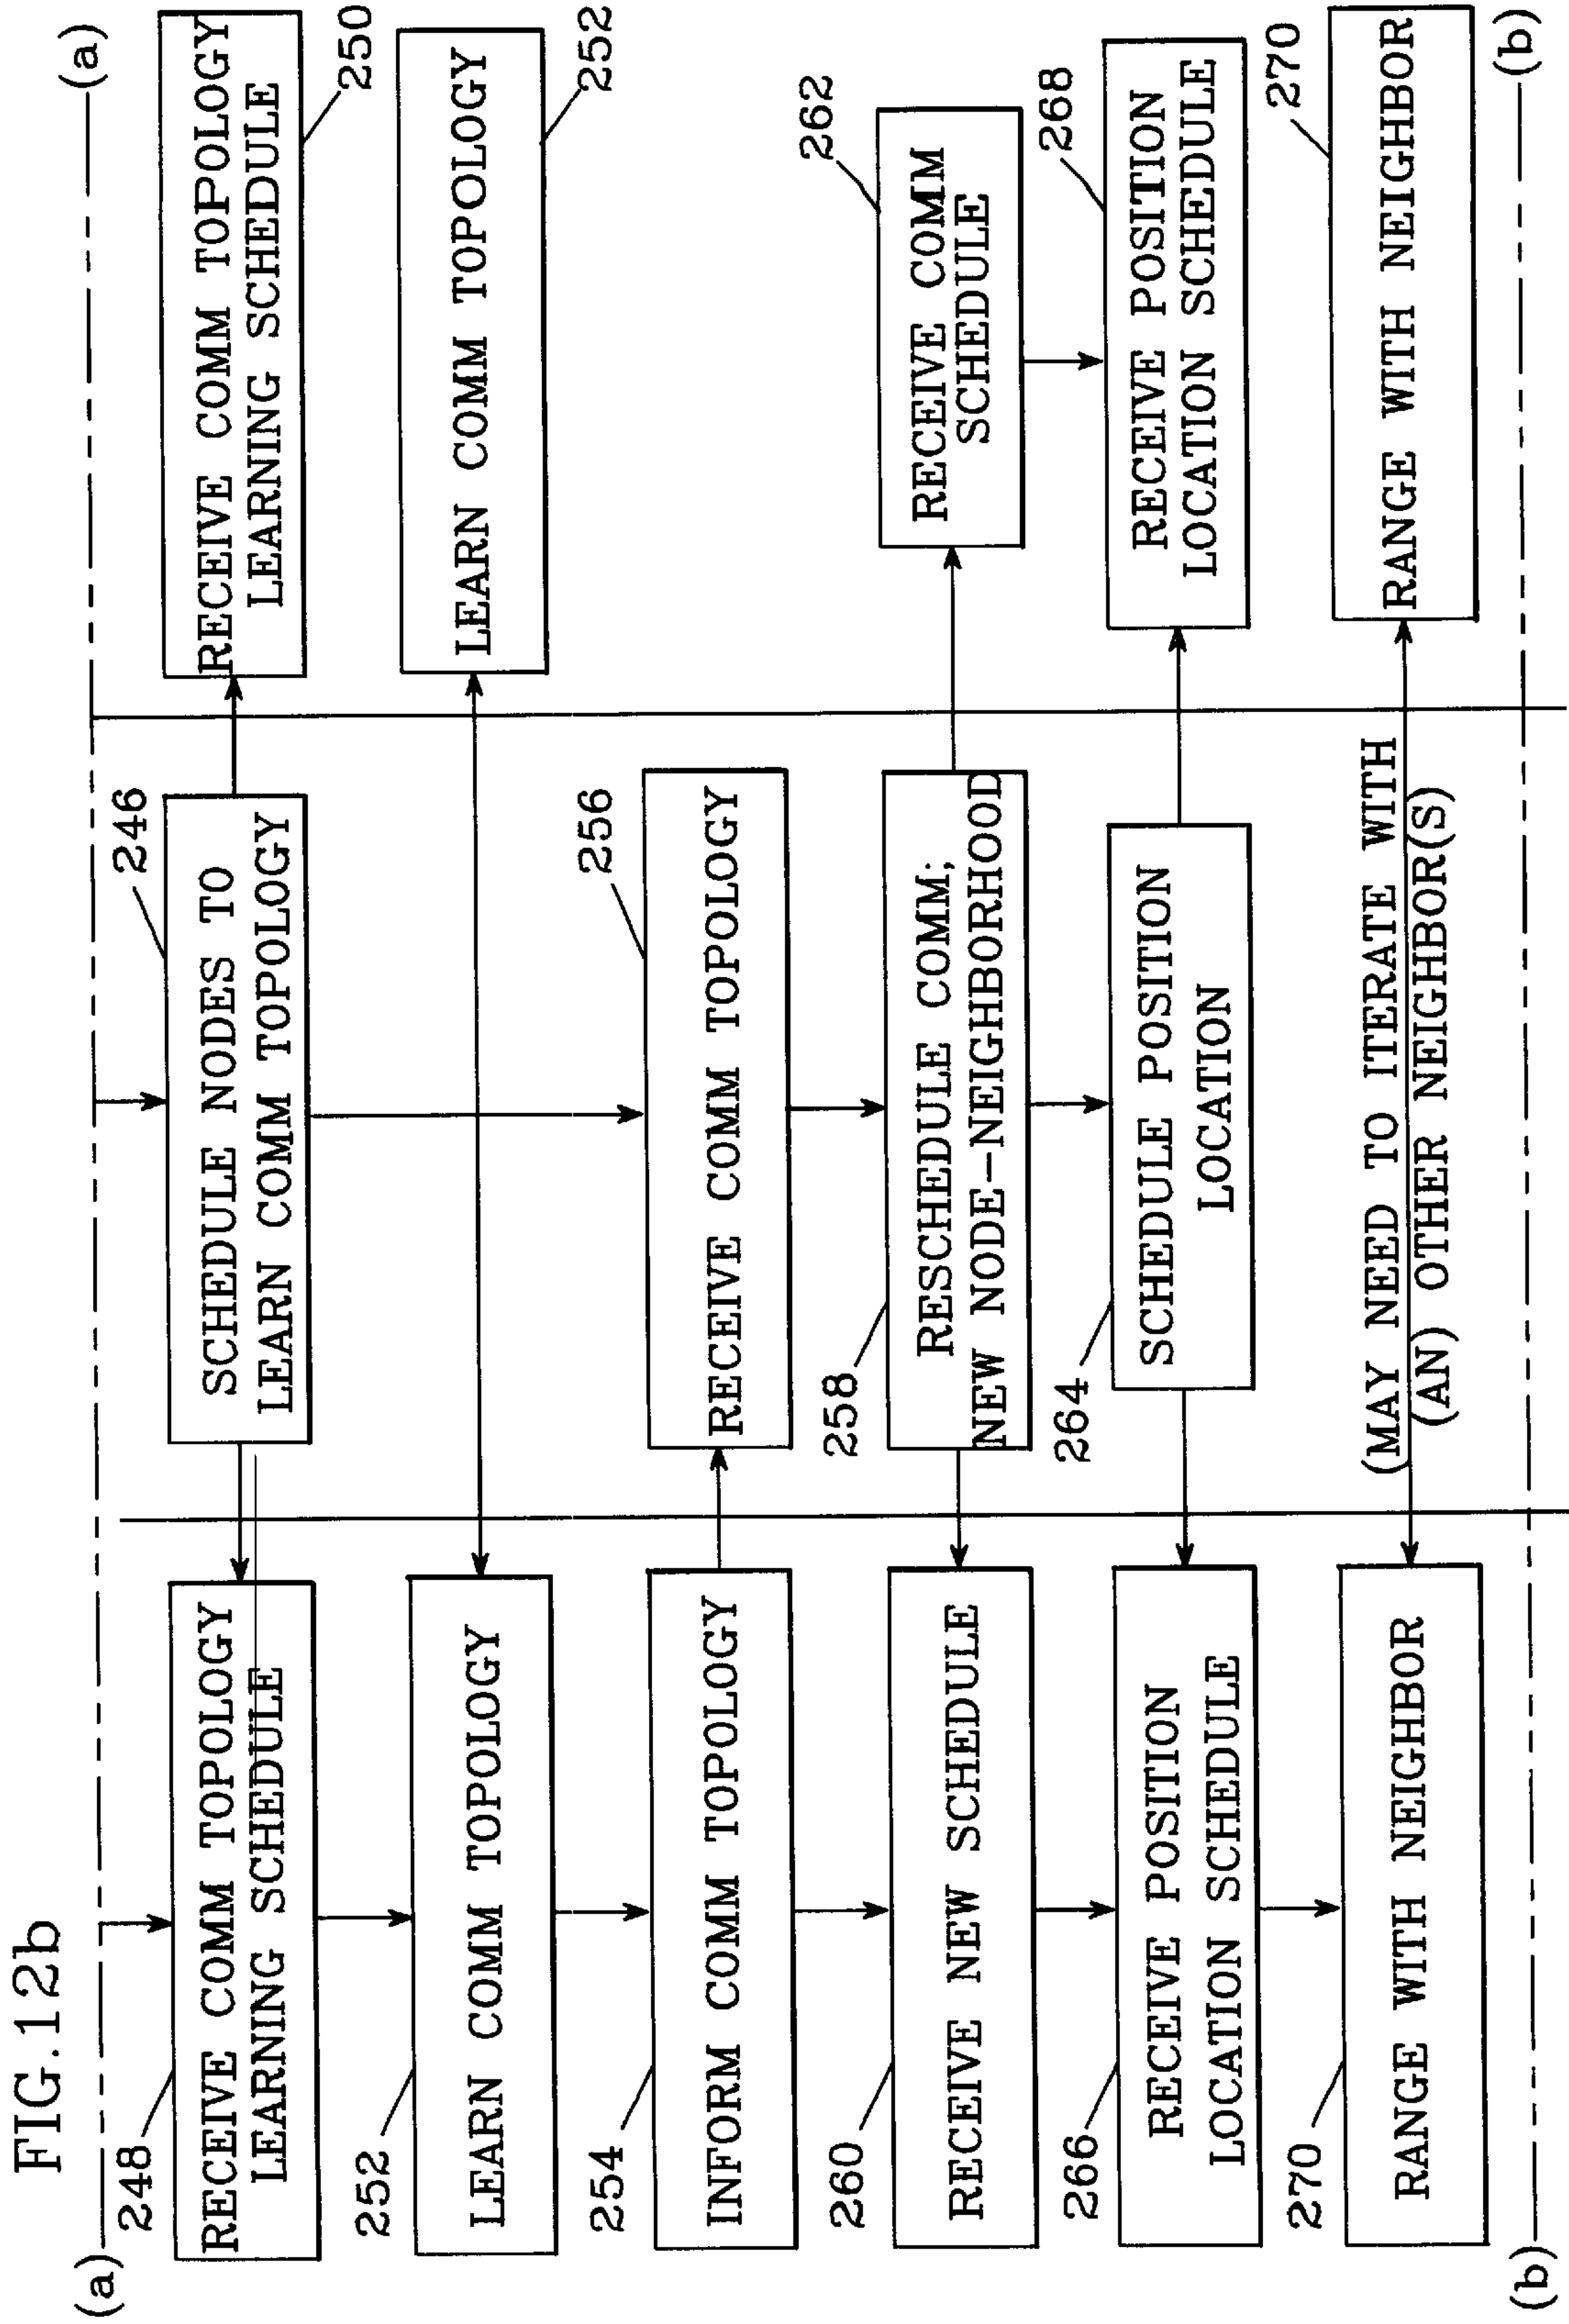 FIG.12b
(a)
(a)
248
RECEIVE COMM TOPOLOGY
LEARNING SCHEDULE
246
SCHEDULE NODES TO
LEARN COMM TOPOLOGY
RECEIVE COMM TOPOLOGY
LEARNING SCHEDULE
250
252
LEARN COMM TOPOLOGY
LEARN COMM TOPOLOGY
252
254
INFORM COMM TOPOLOGY
256
RECEIVE COMM TOPOLOGY
260
RECEIVE NEW SCHEDULE
258
RESCHEDULE COMM;
NEW NODE-NEIGHBORHOOD
262
RECEIVE COMM
SCHEDULE
266
RECEIVE POSITION
LOCATION SCHEDULE
264
SCHEDULE POSITION
LOCATION
268
RECEIVE POSITION
LOCATION SCHEDULE
270
RANGE WITH NEIGHBOR
(MAY NEED TO ITERATE WITH
(AN) OTHER NEIGHBOR(S)
270
RANGE WITH NEIGHBOR
(b)
(b)